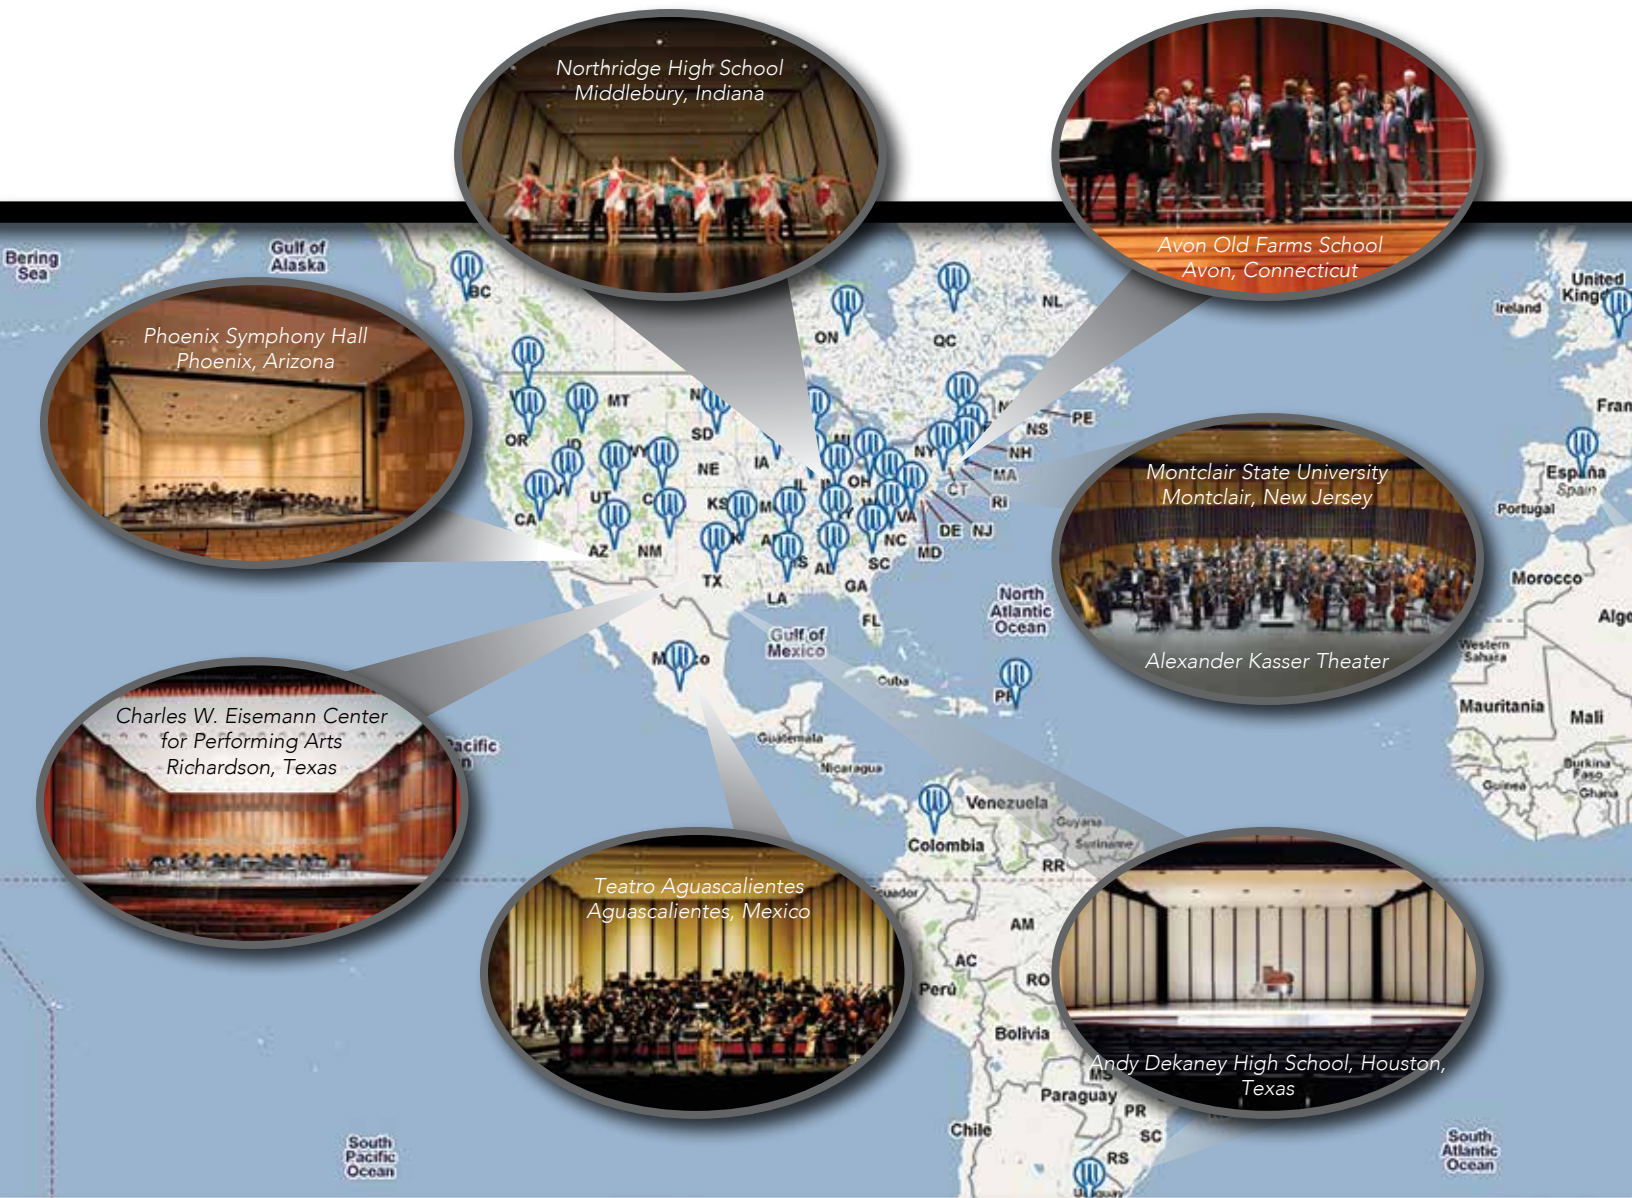 Northridge High School
Middlebury, Indiana
Avon Old Farms School
Avon, Connecticut
Bering
Sea
Gulf of
Alaska
BC
ON
QC
NL
Ireland
United
Phoenix Symphony Hall
Phoenix, Arizona
MT
OR
ID
SD
WY
NE
IA
MI
NY
PE
NS
NH
MA
CT
RI
IL
OH
CA
UT
KS
VA
DE
NJ
MD
AZ
NM
NC
SC
TX
AL
GA
LA
FL
Montclair State University
Montclair, New Jersey
Alexander Kasser Theater
España
Spain
Portugal
Morocco
Western
Sahara
Mauritania
Mali
Burkina
Faso
Guinea
Ghana
North
Atlantic
Ocean
Gulf of
Mexico
Cuba
Guatemala
Nicaragua
Charles W. Eisemann Center
for Performing Arts
Richardson, Texas
Venezuela
Guyana
Suriname
Colombia
RR
Teatro Aguascalientes
Aguascalientes, Mexico
AM
AC
RO
Perú
Bolivia
Andy Dekaney High School, Houston,
Texas
MS
Paraguay
PR
SC
Chile
RS
South
Pacific
Ocean
South
Atlantic
Ocean